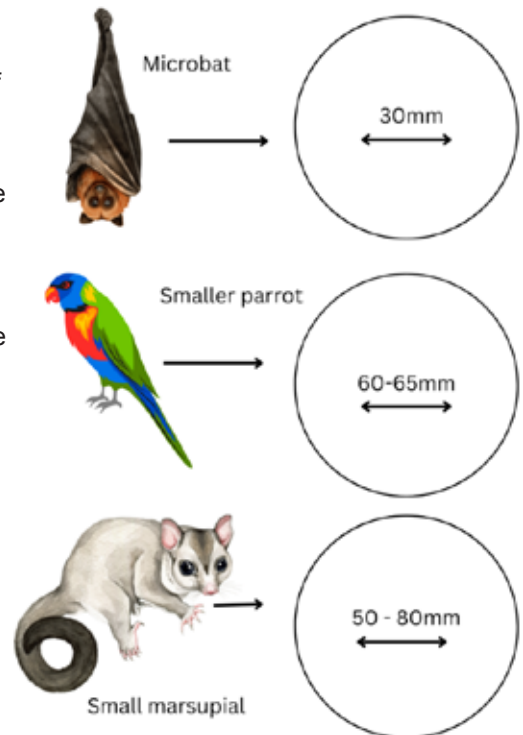 Microbat
30mm
e
Smaller parrot
60-65mm
e
50 - 80mm
Small marsupial